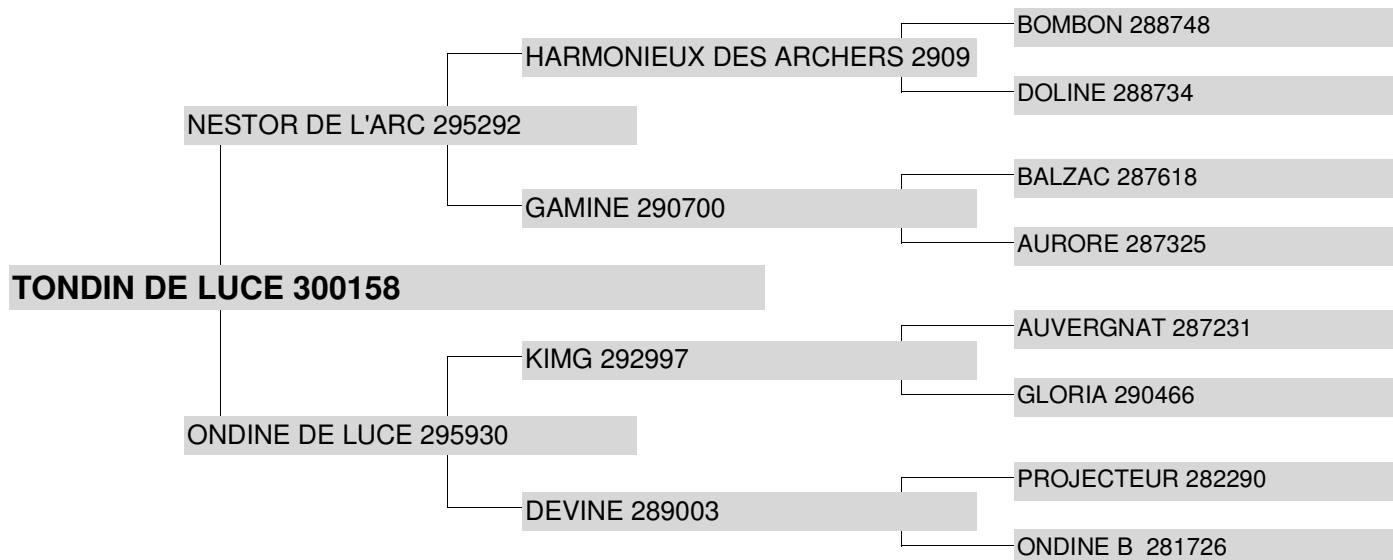 BOMBON 288748
HARMONIEUX DES ARCHERS 2909
DOLINE 288734
NESTOR DE L'ARC 295292
BALZAC 287618
GAMINE 290700
AURORE 287325
TONDIN DE LUCE 300158
AUVERGNAT 287231
KIMG 292997
GLORIA 290466
ONDINE DE LUCE 295930
PROJECTEUR 282290
DEVINE 289003
ONDINE B  281726